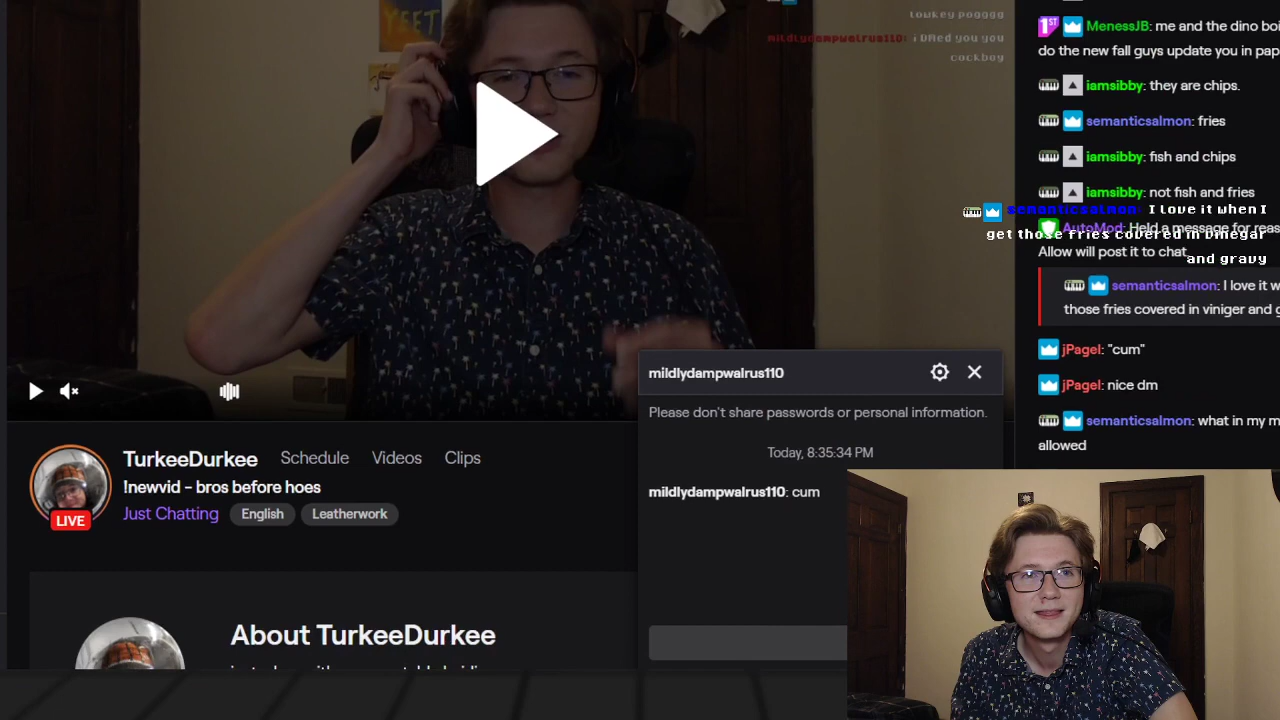 YEET
lowkey pogggg
mildlydampwalrus110: i DMed you you
cockboy
MenessJB: me and the dino boi
do the new fall guys update you in pap
iamsibby: they are chips.
semanticsalmon: fries
iamsibby: fish and chips
iamsibby: not fish and fries
semanticsalmon: I love it when I
get those fries covered in vinegar
and gravy
AutoMod: Held a message for reas
Allow will post it to chat.
semanticsalmon: I love it w
those fries covered in viniger and g
jPagel: "cum"
jPagel: nice dm
semanticsalmon: what in my m
allowed
mildlydampwalrus110
Please don't share passwords or personal information.
Today, 8:35:34 PM
mildlydampwalrus110: cum
TurkeeDurkee
Schedule
Videos
Clips
!newvid - bros before hoes
Just Chatting
English
Leatherwork
LIVE
About TurkeeDurkee